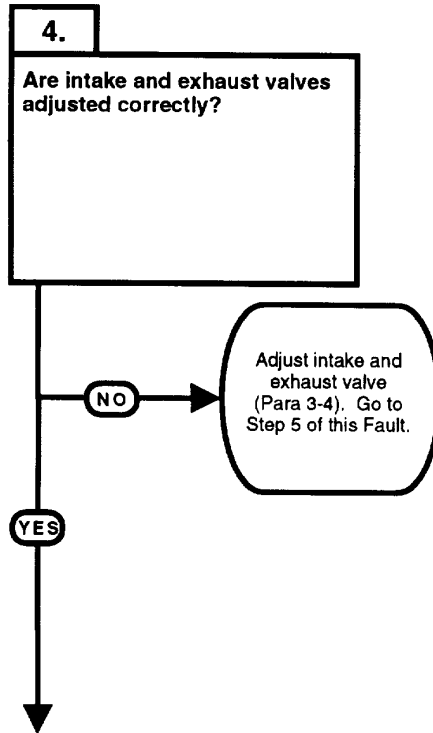 4.
Are intake and exhaust valves
adjusted correctly?
NO
Adjust intake and
exhaust valve
(Para 3-4). Go to
Step 5 of this Fault.
YES